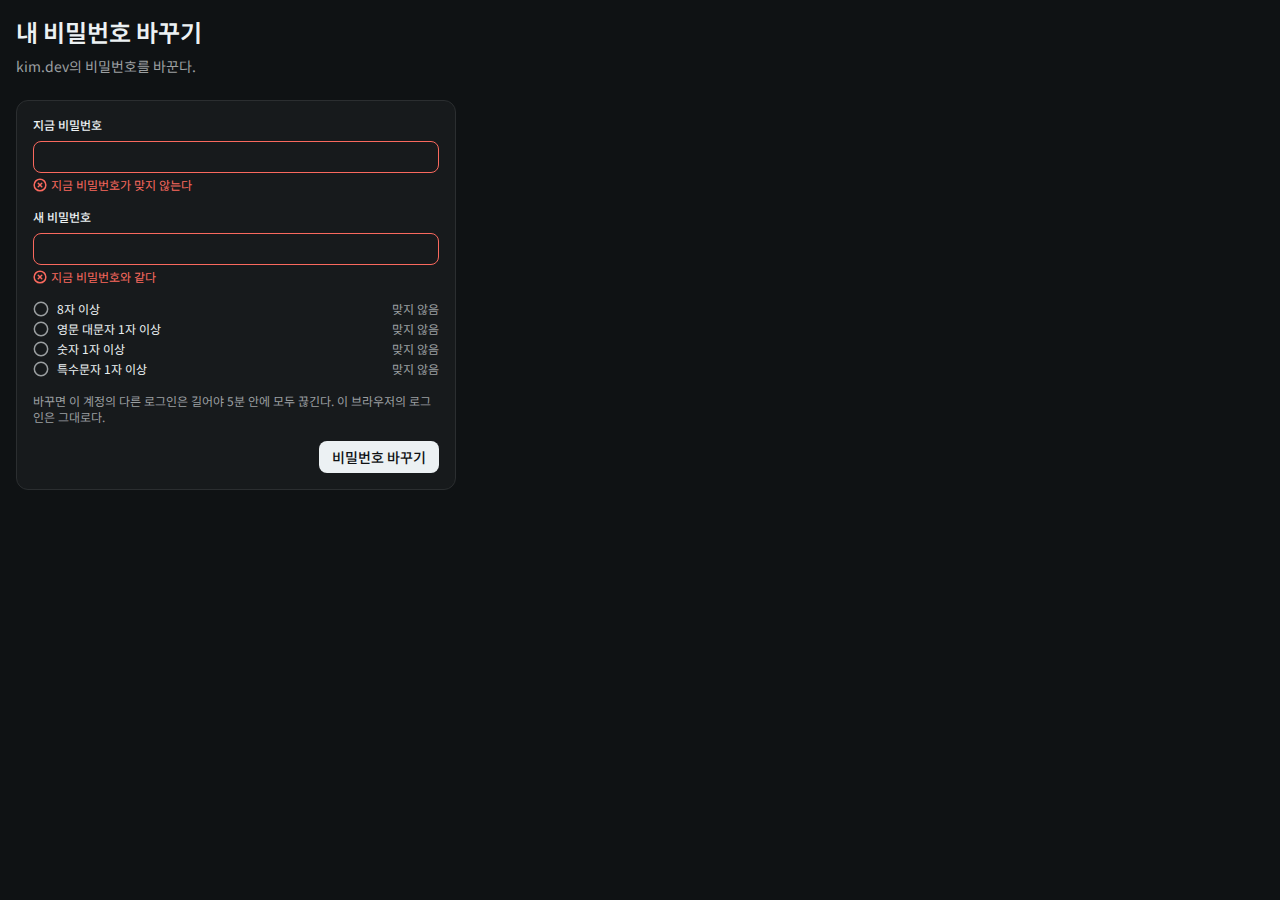 내 비밀번호 바꾸기
kim.dev의 비밀번호를 바꾼다.
지금 비밀번호
지금 비밀번호가 맞지 않는다
새 비밀번호
지금 비밀번호와 같다
8자 이상 맞지 않음
영문 대문자 1자 이상 맞지 않음
숫자 1자 이상 맞지 않음
특수문자 1자 이상 맞지 않음
바꾸면 이 계정의 다른 로그인은 길어야 5분 안에 모두 끊긴다. 이 브라우저의 로그
인은 그대로다.
비밀번호 바꾸기